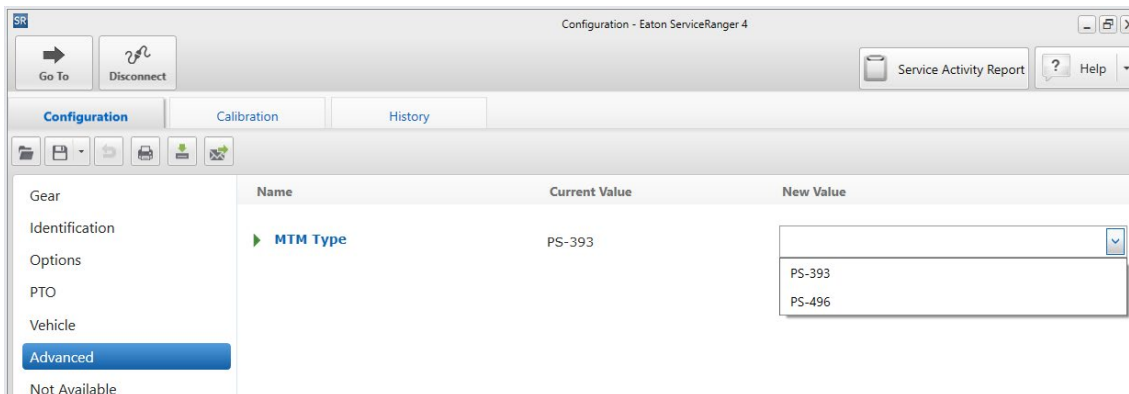 SR Configuration - Eaton ServiceRanger 4
Go To Disconnect Service Activity Report ? Help
Configuration Calibration History
Name Current Value New Value
Gear
Identification
MTM Type PS-393
Options
PS-393
PTO
PS-496
Vehicle
Advanced
Not Available